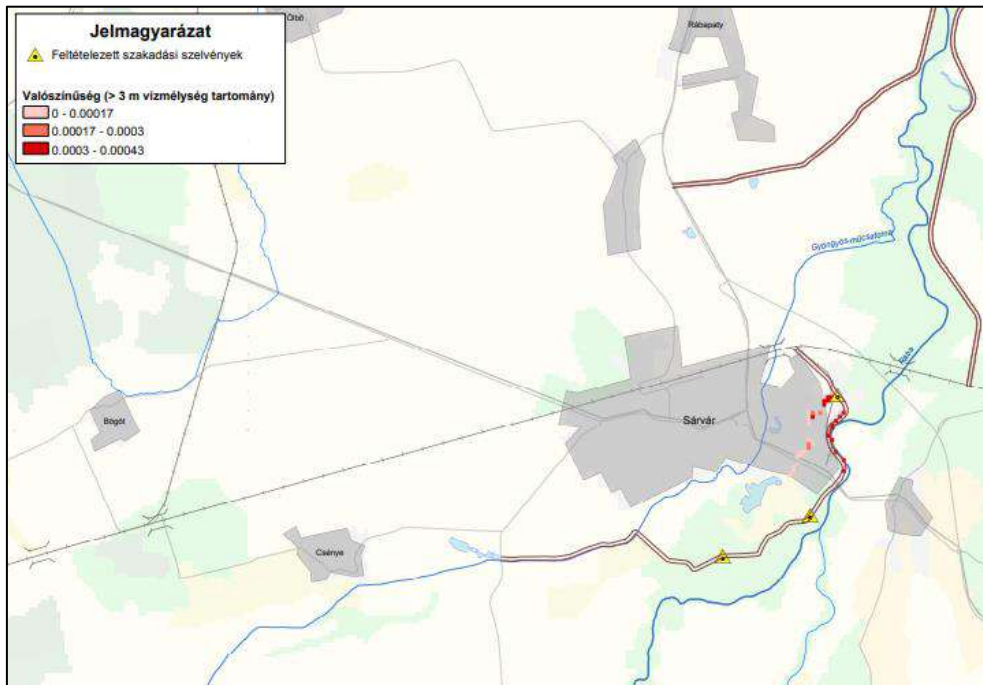 Jelmagyarázat
Feltételezett szakadási szelvények
Valószínűség (> 3 m vízmélység tartomány)
0 - 0.00017
0.00017 - 0.0003
0.0003 - 0.00043
Ölbő
Rábapaty
Gyöngyös-műcsatorna
Rába
Sárvár
Bögöt
Csénye